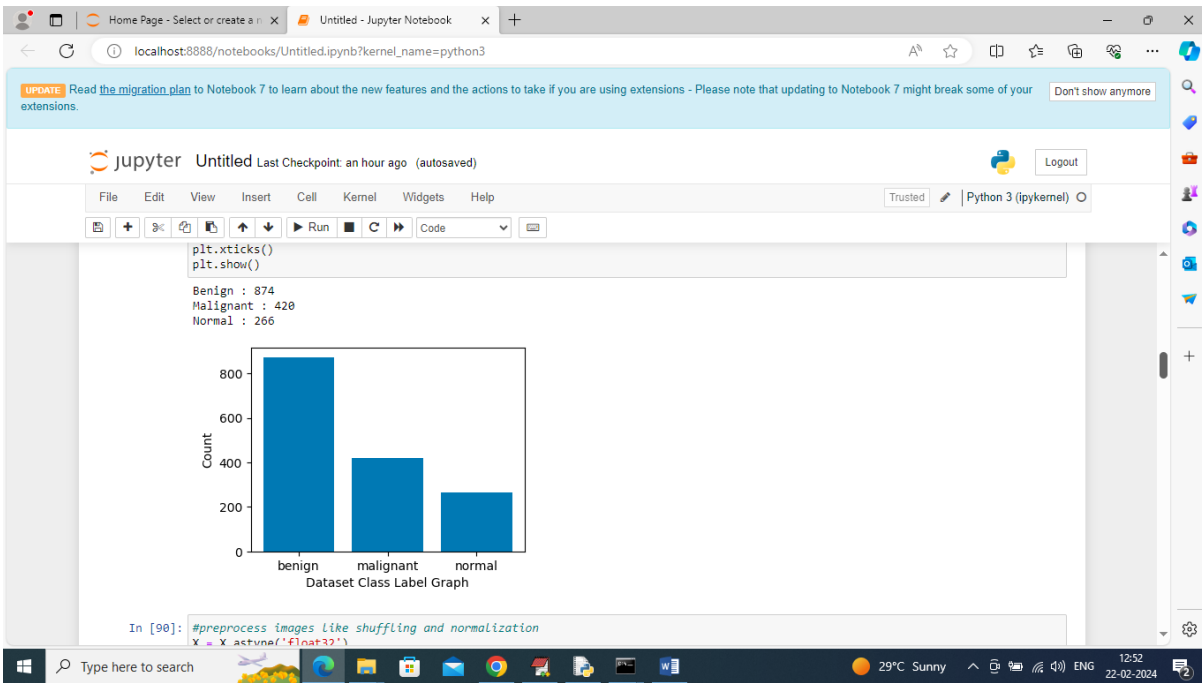 Home Page - Select or create a n
Untitled - Jupyter Notebook
localhost:8888/notebooks/Untitled.ipynb?kernel_name=python3
UPDATE Read the migration plan to Notebook 7 to learn about the new features and the actions to take if you are using extensions - Please note that updating to Notebook 7 might break some of your
extensions.
Don't show anymore
jupyter Untitled Last Checkpoint: an hour ago (autosaved)
Logout
File Edit View Insert Cell Kernel Widgets Help
Trusted Python 3 (ipykernel)
Run Code
plt.xticks()
plt.show()
Benign : 874
Malignant : 420
Normal : 266
800
600
400
200
0
Count
benign malignant normal
Dataset Class Label Graph
In [90]: #preprocess images like shuffling and normalization
X = X.astype('float32')
Type here to search
29°C Sunny
ENG
12:52
22-02-2024
2